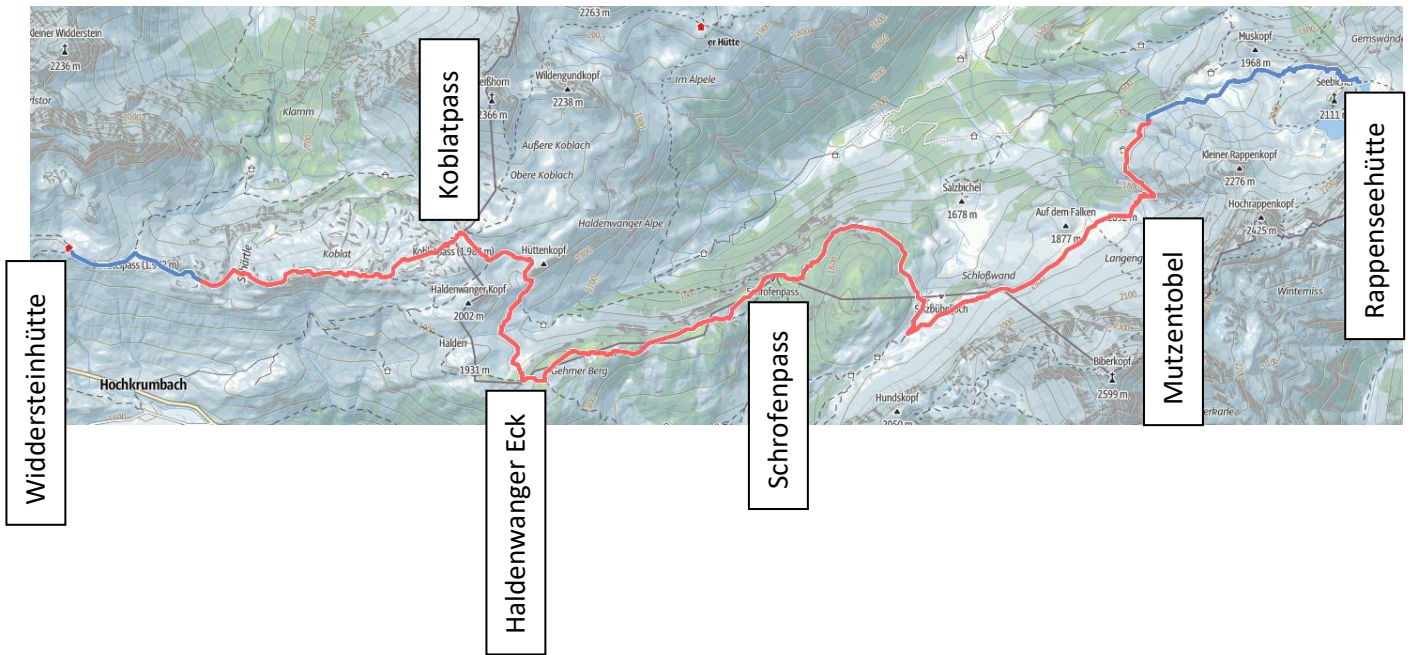 Kleiner Widderstein
2236 m
2263 m
er Hütte
Im Älpele
Wildengundkopf
2238 m
2366 m
Klamm
Äußere Koblach
Obere Koblach
Haldenwanger Alpe
Koblat
Hüttenkopf
Haldenwanger Kopf
2002 m
1931 m
Hochkrumbach
Gehrner Berg
Schrofenpass
Salzbichel
1678 m
Auf dem Falken
1877 m
Schloßwand
Biberkopf
2599 m
Hundskopf
2050 m
Muskopf
1968 m
Kleiner Rappenkopf
2276 m
Hochrappenkopf
2425 m
Wintermiss
2111 m
Widdersteinhütte
Koblatpass
Haldenwanger Eck
Schrofenpass
Mutzentobel
Rappenseehütte